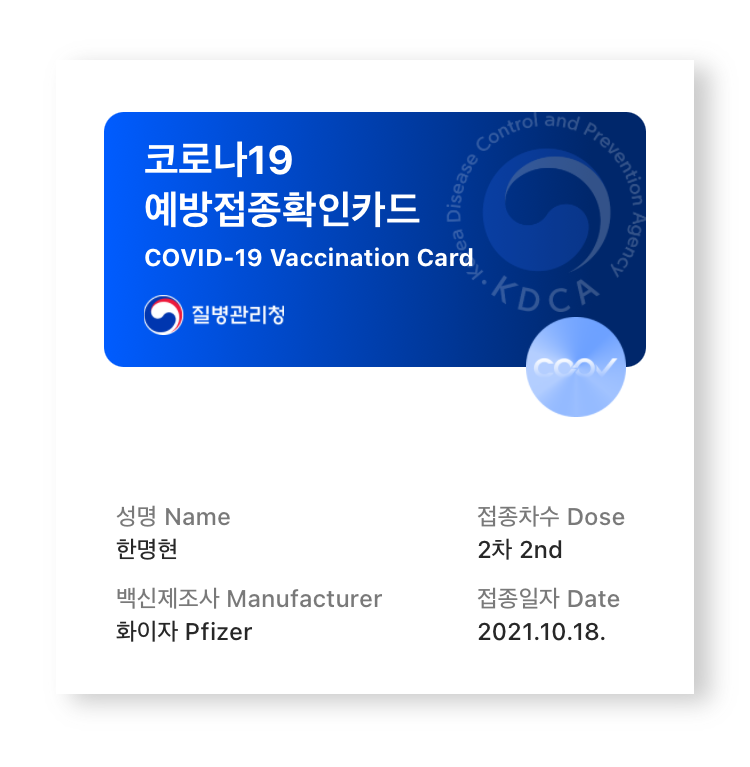 코로나19
예방접종확인카드
COVID-19 Vaccination Card
질병관리청
Korea Disease Control and Prevention Agency
· KDCA
COOV
성명 Name
한명현
접종차수 Dose
2차 2nd
백신제조사 Manufacturer
화이자 Pfizer
접종일자 Date
2021.10.18.